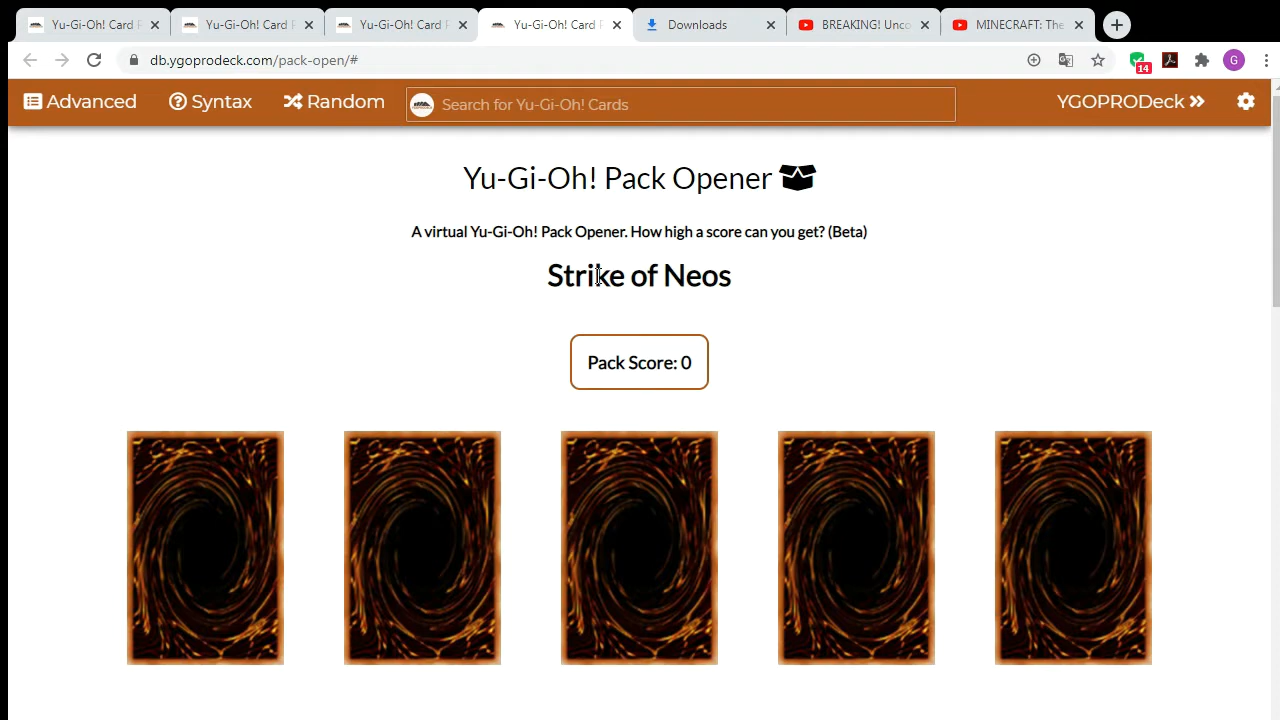 Yu-Gi-Oh! Card P
Yu-Gi-Oh! Card
Yu-Gi-Oh! Card P
Yu-Gi-Oh! Card P
Downloads
BREAKING! Unco
MINECRAFT: The
db.ygoprodeck.com/pack-open/#
14
G
Advanced
Syntax
Random
Search for Yu-Gi-Oh! Cards
YGOPRODeck
Yu-Gi-Oh! Pack Opener
A virtual Yu-Gi-Oh! Pack Opener. How high a score can you get? (Beta)
Strike of Neos
Pack Score: 0